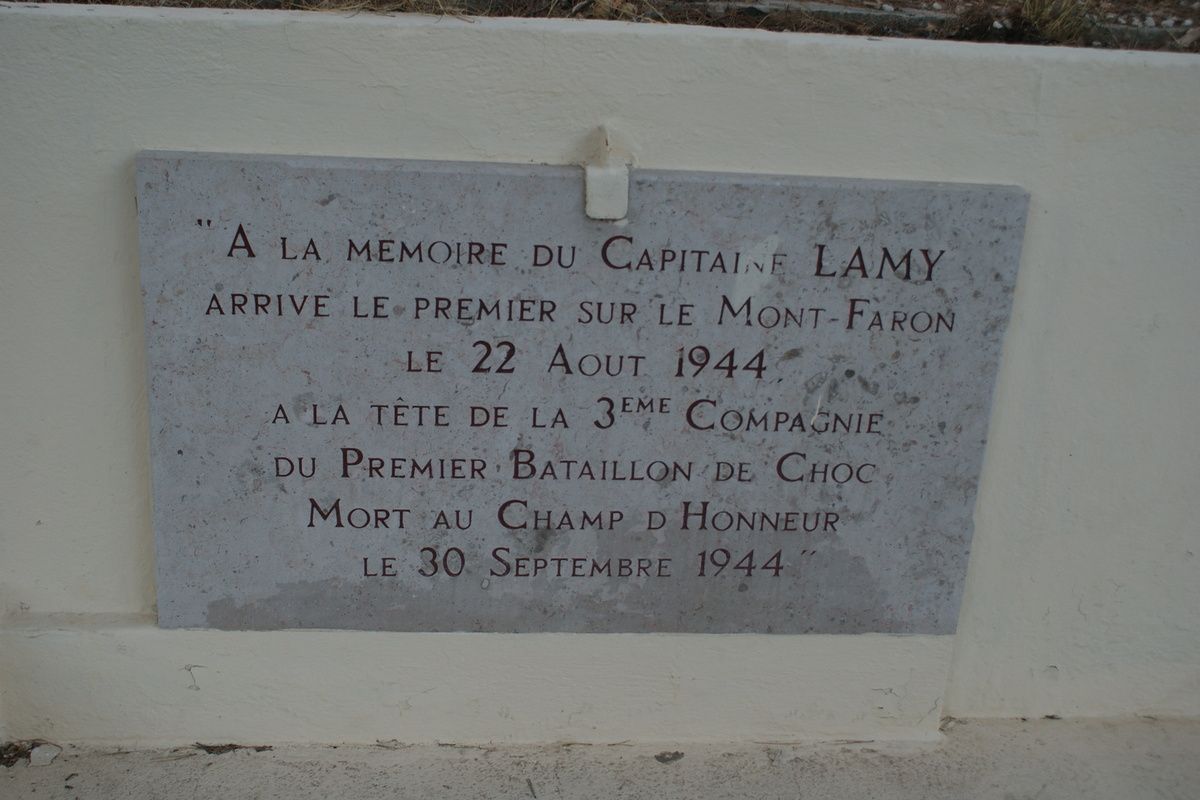 "A LA MEMOIRE DU CAPITAINE LAMY
ARRIVE LE PREMIER SUR LE MONT-FARON
LE 22 AOUT 1944
A LA TÊTE DE LA 3EME COMPAGNIE
DU PREMIER BATAILLON DE CHOC
MORT AU CHAMP D HONNEUR
LE 30 SEPTEMBRE 1944"